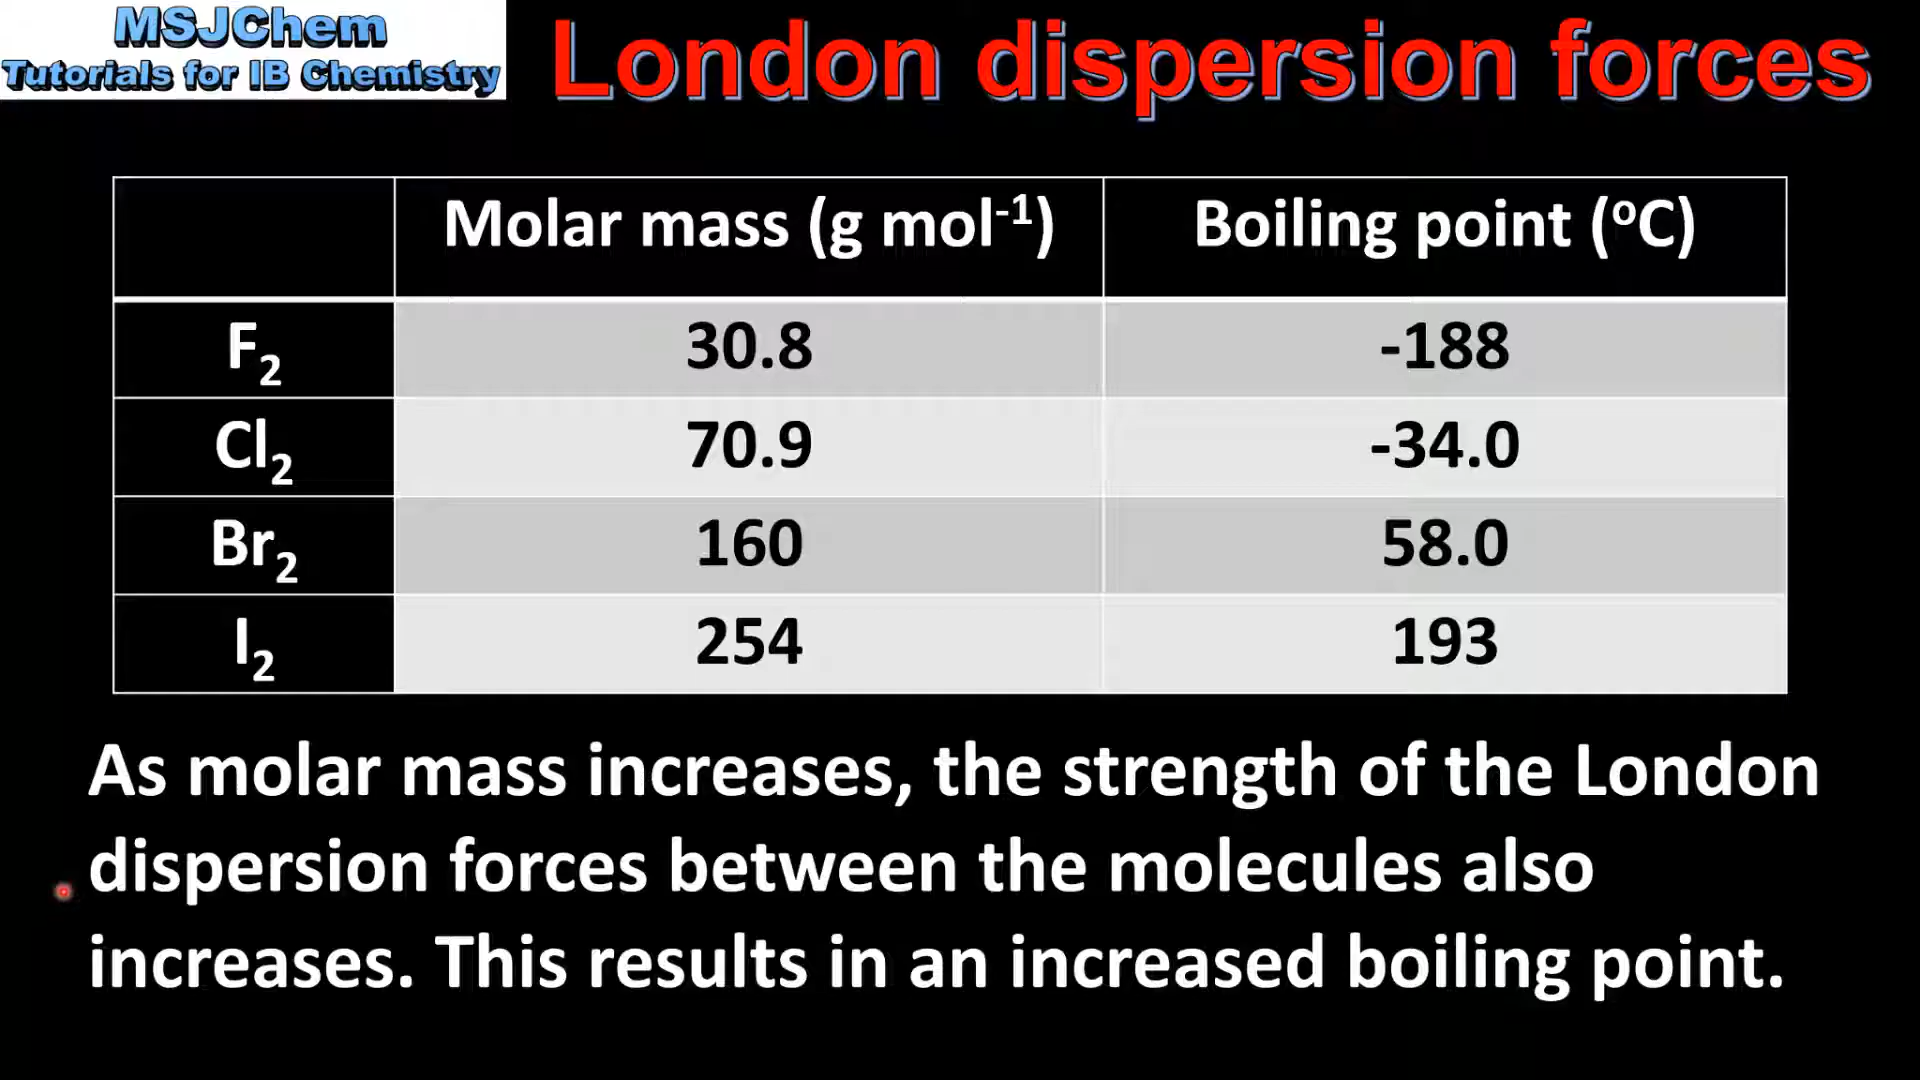 MSJChem
Tutorials for IB Chemistry
London dispersion forces
Molar mass (g mol⁻¹) Boiling point (ºC)
F₂ 30.8 -188
Cl₂ 70.9 -34.0
Br₂ 160 58.0
I₂ 254 193
As molar mass increases, the strength of the London
dispersion forces between the molecules also
increases. This results in an increased boiling point.